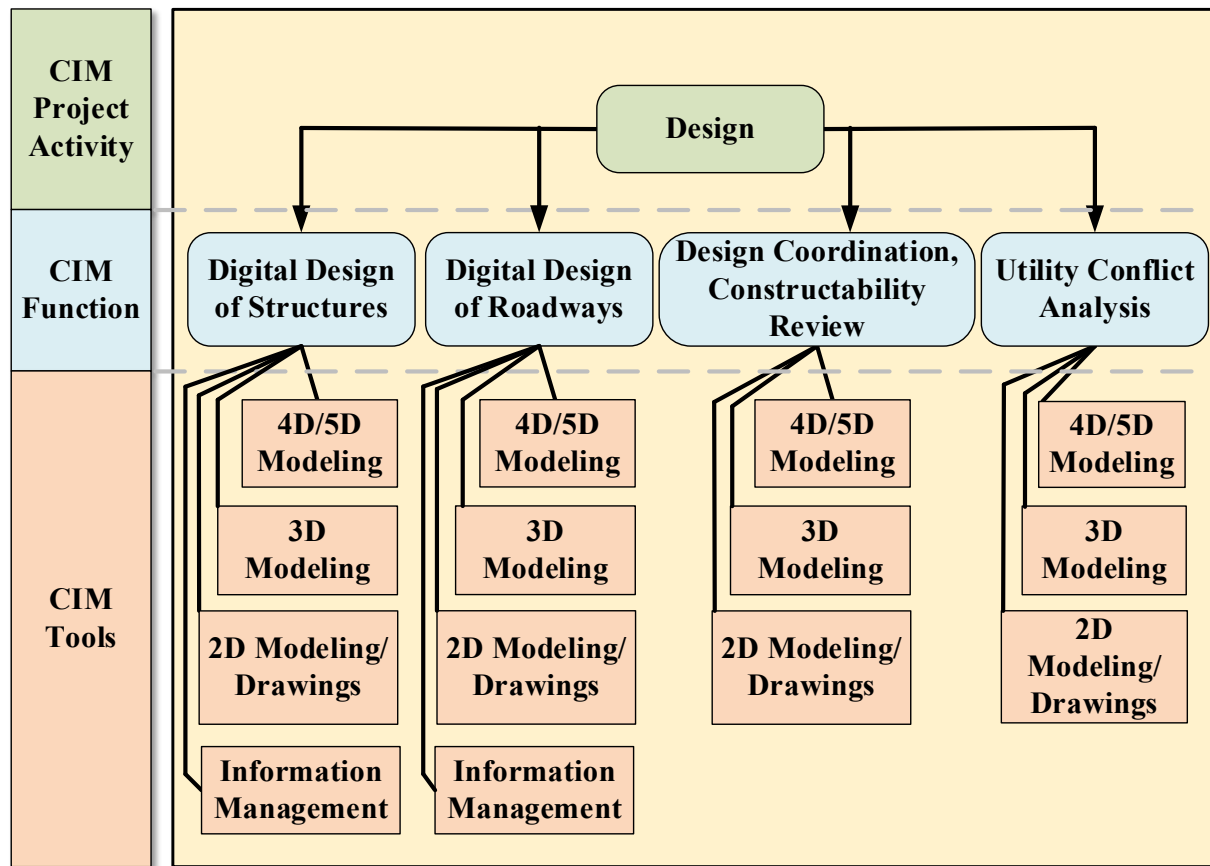 CIM
Project
Activity
Design
CIM
Function
Digital Design
of Structures
Digital Design
of Roadways
Design Coordination,
Constructability
Review
Utility Conflict
Analysis
CIM
Tools
4D/5D
Modeling
3D
Modeling
2D Modeling/
Drawings
Information
Management
4D/5D
Modeling
3D
Modeling
2D Modeling/
Drawings
Information
Management
4D/5D
Modeling
3D
Modeling
2D Modeling/
Drawings
4D/5D
Modeling
3D
Modeling
2D
Modeling/
Drawings